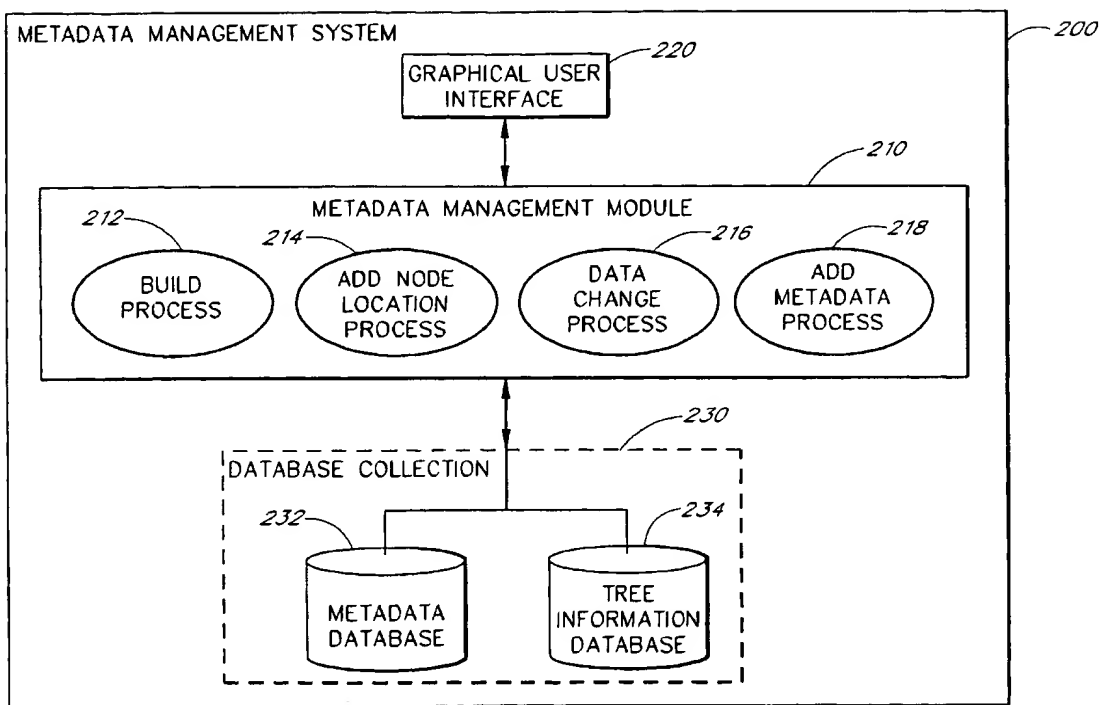 METADATA MANAGEMENT SYSTEM
200
220
GRAPHICAL USER
INTERFACE
210
METADATA MANAGEMENT MODULE
212
BUILD
PROCESS
214
ADD NODE
LOCATION
PROCESS
216
DATA
CHANGE
PROCESS
218
ADD
METADATA
PROCESS
230
DATABASE COLLECTION
232
METADATA
DATABASE
234
TREE
INFORMATION
DATABASE